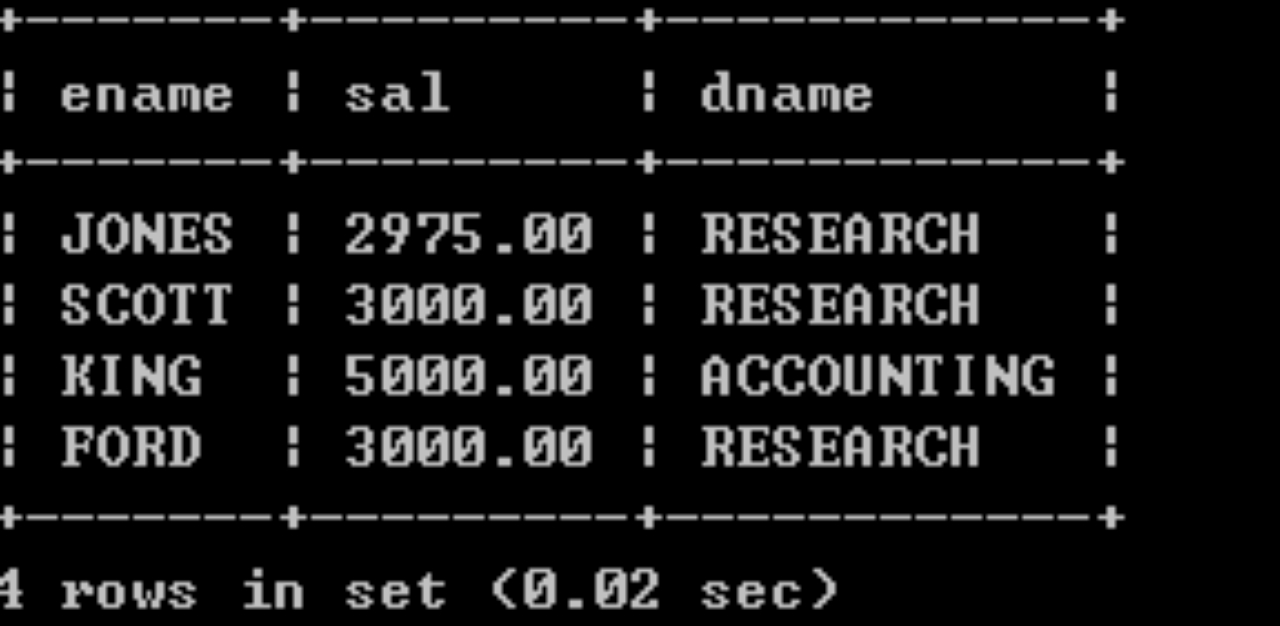 +-------+----------+------------+
| ename | sal      | dname      |
+-------+----------+------------+
| JONES | 2975.00 | RESEARCH |
| SCOTT | 3000.00 | RESEARCH |
| KING | 5000.00 | ACCOUNTING |
| FORD | 3000.00 | RESEARCH |
+-------+----------+------------+
4 rows in set (0.02 sec)